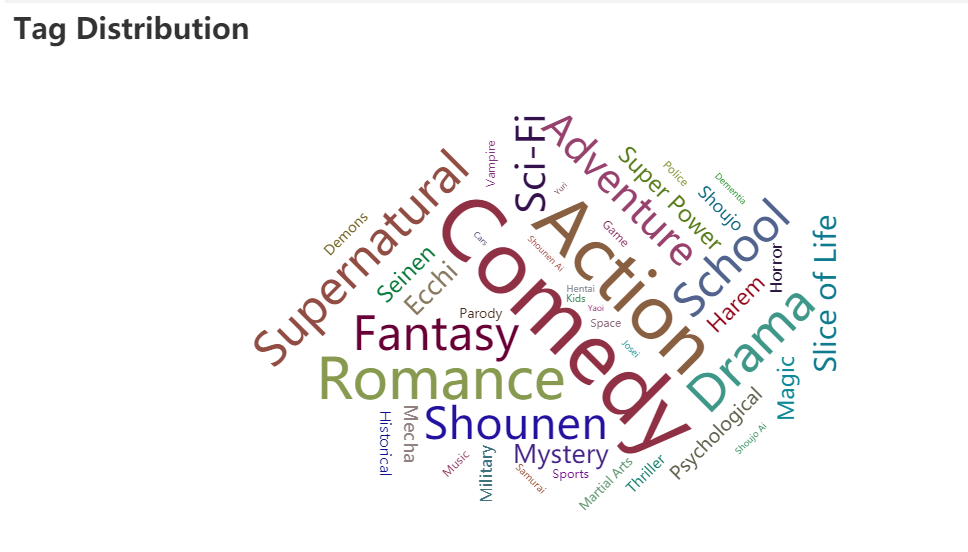 Tag Distribution
Sci-Fi
Adventure
Vampire
Super Power
Police
Dementia
Supernatural
Yuri
Shoujo
School
Demons
Comedy
Action
Game
Slice of Life
Cars
Shounen Ai
Horror
Seinen
Ecchi
Hentai
Kids
Harem
Yaoi
Parody
Space
Drama
Fantasy
Josei
Romance
Magic
Shounen
Mecha
Historical
Psychological
Shoujo Ai
Mystery
Music
Military
Samurai
Sports
Martial Arts
Thriller